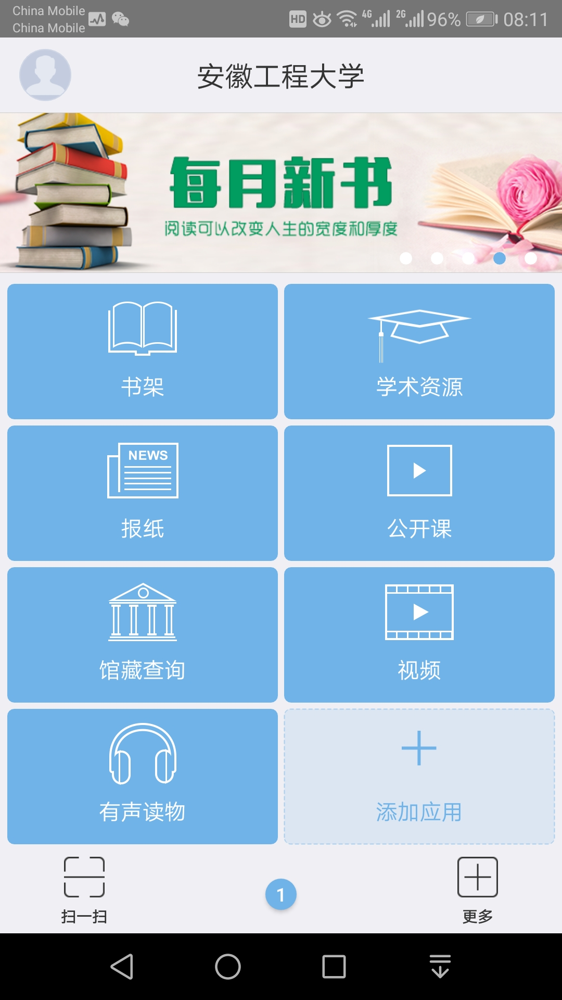 China Mobile
China Mobile
HD 4G 2G 96% 08:11
安徽工程大学
每月新书
阅读可以改变人生的宽度和厚度
书架
学术资源
NEWS
报纸
公开课
馆藏查询
视频
有声读物
添加应用
扫一扫
1
更多